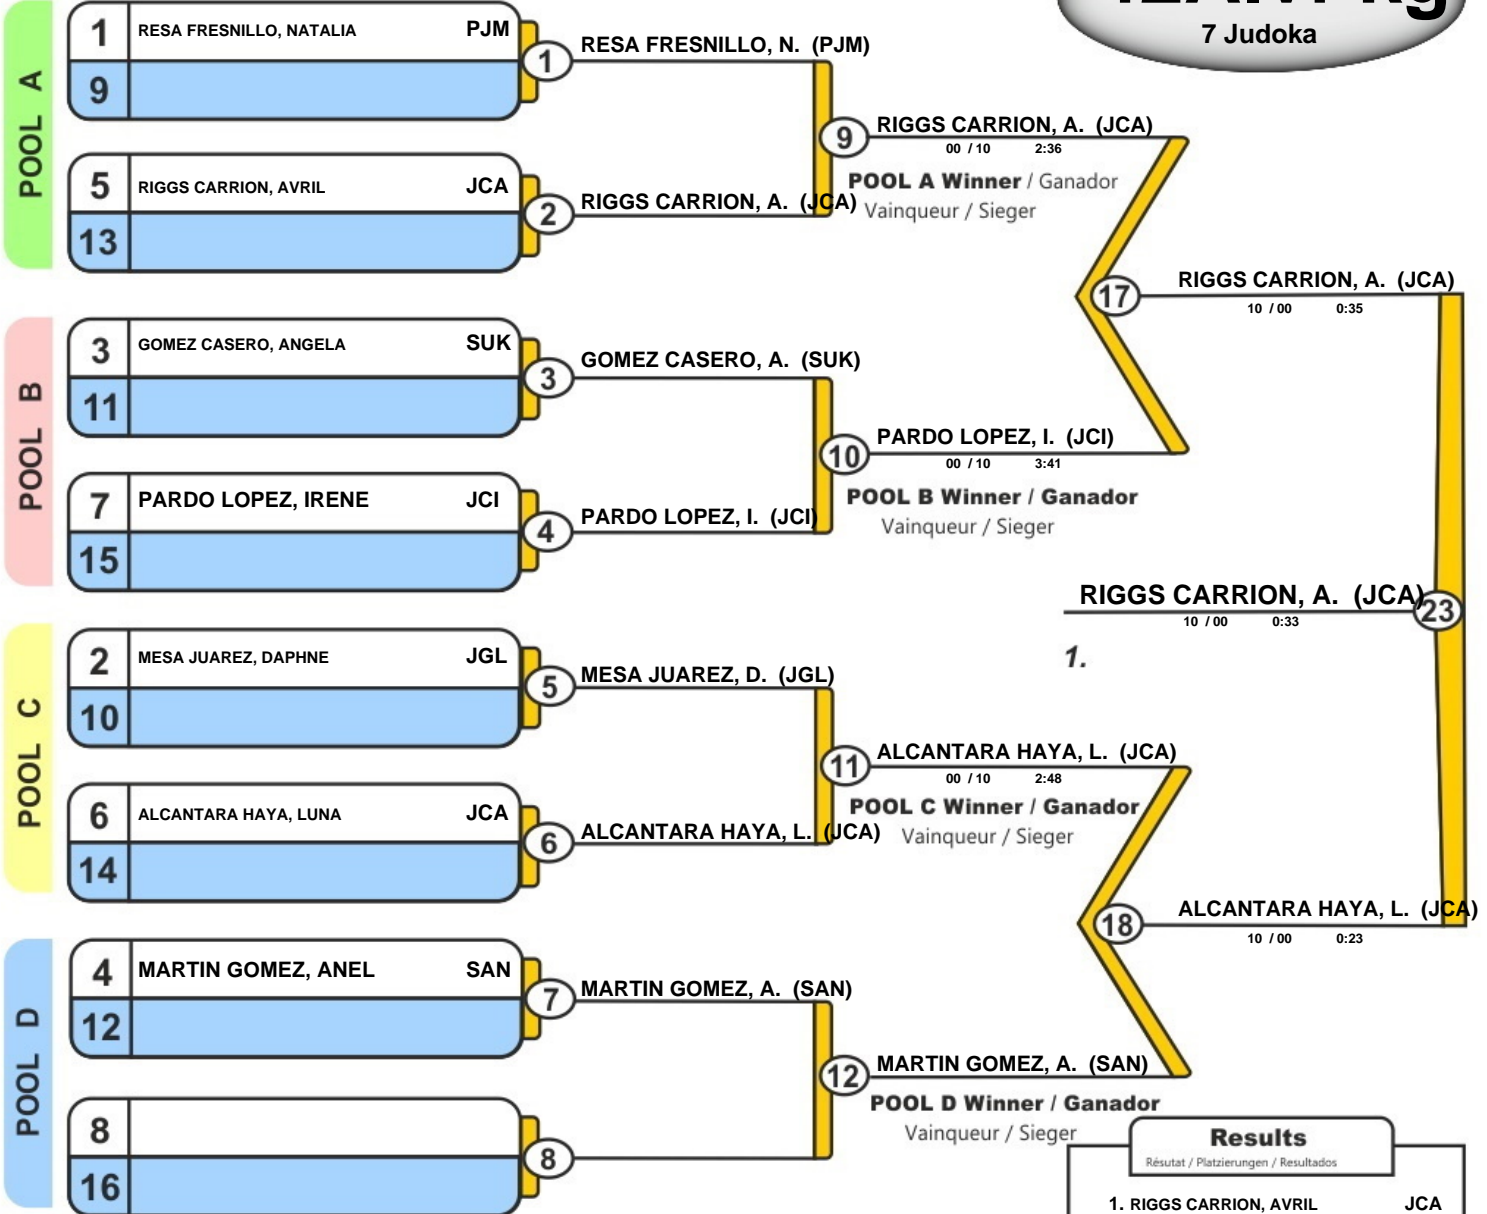 kg
7 Judoka
POOL A
1 RESA FRESNILLO, NATALIA PJM
9
1
RESA FRESNILLO, N. (PJM)
5 RIGGS CARRION, AVRIL JCA
13
2
RIGGS CARRION, A. (JCA)
9
RIGGS CARRION, A. (JCA)
00 / 10 2:36
POOL A Winner / Ganador
Vainqueur / Sieger
POOL B
3 GOMEZ CASERO, ANGELA SUK
11
3
GOMEZ CASERO, A. (SUK)
7 PARDO LOPEZ, IRENE JCI
15
4
PARDO LOPEZ, I. (JCI)
10
PARDO LOPEZ, I. (JCI)
00 / 10 3:41
POOL B Winner / Ganador
Vainqueur / Sieger
17
RIGGS CARRION, A. (JCA)
10 / 00 0:35
RIGGS CARRION, A. (JCA)
23
10 / 00 0:33
1.
POOL C
2 MESA JUAREZ, DAPHNE JGL
10
5
MESA JUAREZ, D. (JGL)
6 ALCANTARA HAYA, LUNA JCA
14
6
ALCANTARA HAYA, L. (JCA)
11
ALCANTARA HAYA, L. (JCA)
00 / 10 2:48
POOL C Winner / Ganador
Vainqueur / Sieger
18
ALCANTARA HAYA, L. (JCA)
10 / 00 0:23
POOL D
4 MARTIN GOMEZ, ANEL SAN
12
7
MARTIN GOMEZ, A. (SAN)
8
16
8
12
MARTIN GOMEZ, A. (SAN)
POOL D Winner / Ganador
Vainqueur / Sieger
Results
Résutat / Platzierungen / Resultados
1. RIGGS CARRION, AVRIL JCA